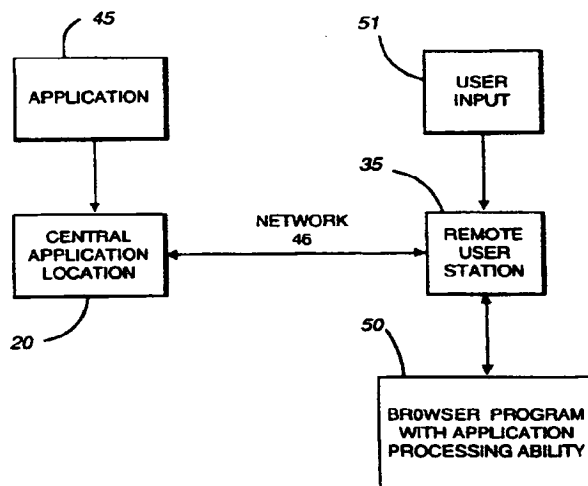 45
APPLICATION
51
USER
INPUT
CENTRAL
APPLICATION
LOCATION
20
NETWORK
46
35
REMOTE
USER
STATION
50
BROWSER PROGRAM
WITH APPLICATION
PROCESSING ABILITY